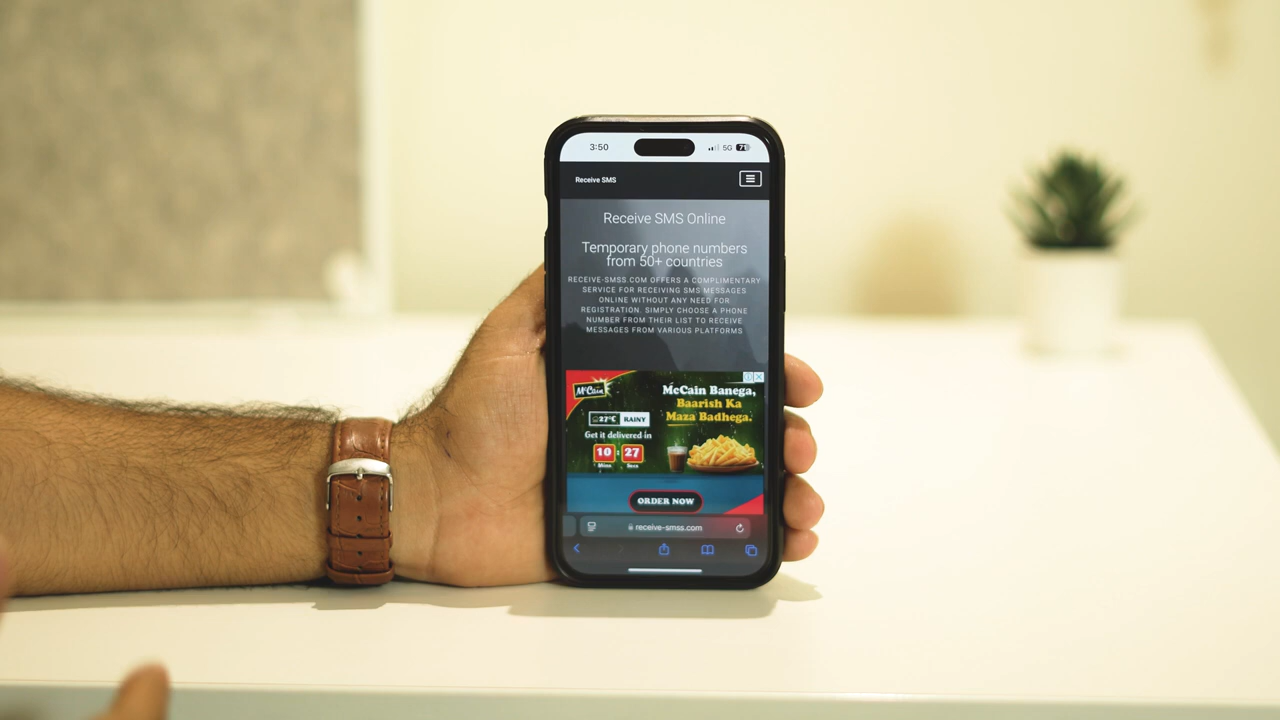 3:50
5G 71
Receive SMS
Receive SMS Online
Temporary phone numbers
from 50+ countries
RECEIVE-SMSS.COM OFFERS A COMPLIMENTARY
SERVICE FOR RECEIVING SMS MESSAGES
ONLINE WITHOUT ANY NEED FOR
REGISTRATION. SIMPLY CHOOSE A PHONE
NUMBER FROM THEIR LIST TO RECEIVE
MESSAGES FROM VARIOUS PLATFORMS
McCain
McCain Banega,
Baarish Ka
Maza Badhega.
27°C RAINY
Get it delivered in
10 : 27
Mins Secs
ORDER NOW
receive-smss.com